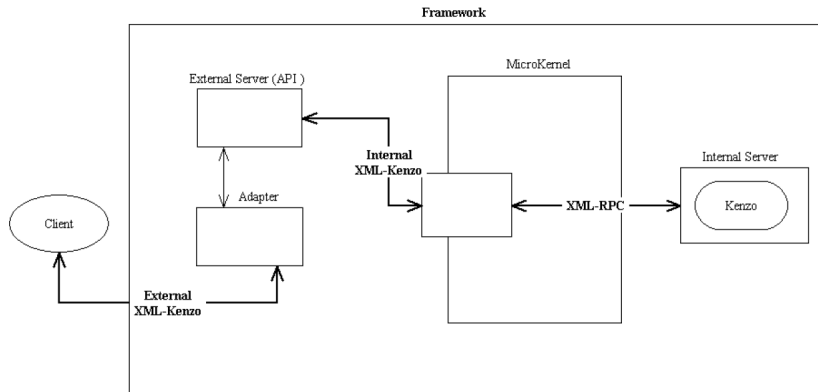 Framework
External Server (API )
MicroKernel
Internal
XML-Kenzo
Internal Server
Adapter
Client
XML-RPC
Kenzo
External
XML-Kenzo